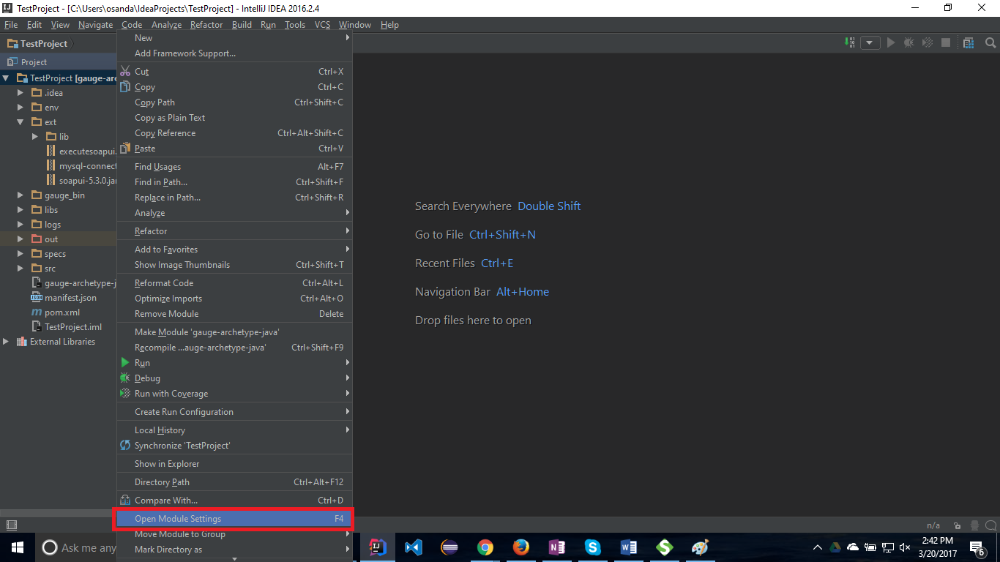 TestProject - [C:\Users\osanda\IdeaProjects\TestProject] - IntelliJ IDEA 2016.2.4
File Edit View Navigate Code Analyze Refactor Build Run Tools VCS Window Help
TestProject
Project
TestProject [gauge-arc
.idea
env
ext
lib
executesoapui.
mysql-connect
soapui-5.3.0.jar
gauge_bin
libs
logs
out
specs
src
gauge-archetype-j
manifest.json
pom.xml
TestProject.iml
External Libraries
New
Add Framework Support...
Cut Ctrl+X
Copy Ctrl+C
Copy Path Ctrl+Shift+C
Copy as Plain Text
Copy Reference Ctrl+Alt+Shift+C
Paste Ctrl+V
Find Usages Alt+F7
Find in Path... Ctrl+Shift+F
Replace in Path... Ctrl+Shift+R
Analyze
Refactor
Add to Favorites
Show Image Thumbnails Ctrl+Shift+T
Reformat Code Ctrl+Alt+L
Optimize Imports Ctrl+Alt+O
Remove Module Delete
Make Module 'gauge-archetype-java'
Recompile ...auge-archetype-java' Ctrl+Shift+F9
Run
Debug
Run with Coverage
Create Run Configuration
Local History
Synchronize 'TestProject'
Show in Explorer
Directory Path Ctrl+Alt+F12
Compare With... Ctrl+D
Open Module Settings F4
Move Module to Group
Mark Directory as
Search Everywhere Double Shift
Go to File Ctrl+Shift+N
Recent Files Ctrl+E
Navigation Bar Alt+Home
Drop files here to open
n/a
Ask me any
2:42 PM
3/20/2017
6